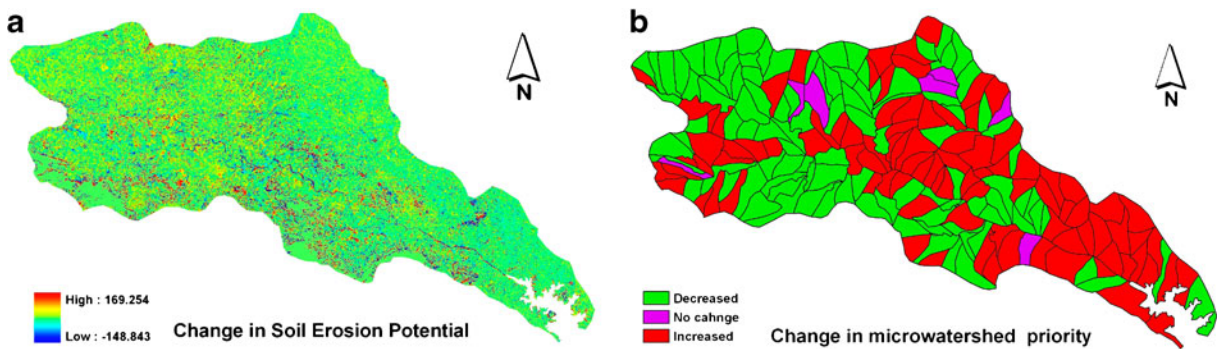 a
N
High : 169.254
Low : -148.843
Change in Soil Erosion Potential
b
N
Decreased
No cahnge
Increased
Change in microwatershed priority